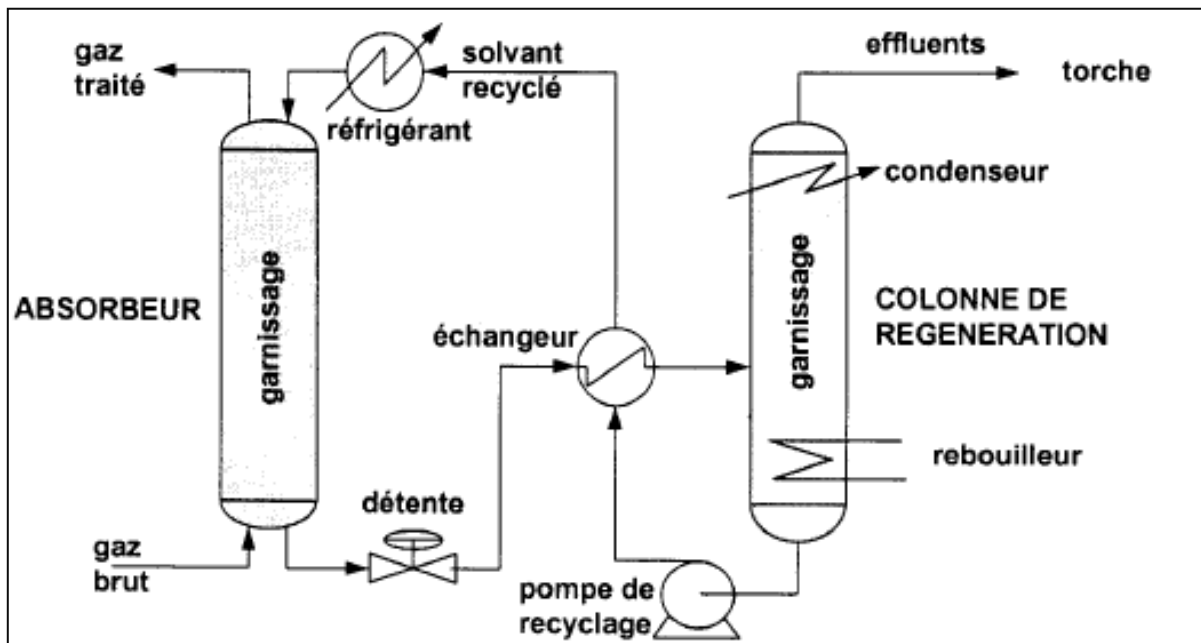 gaz
traité
solvant
recyclé
réfrigérant
effluents
torche
condenseur
garnissage
ABSORBEUR
garnissage
COLONNE DE
REGENERATION
échangeur
rebouilleur
détente
gaz
brut
pompe de
recyclage